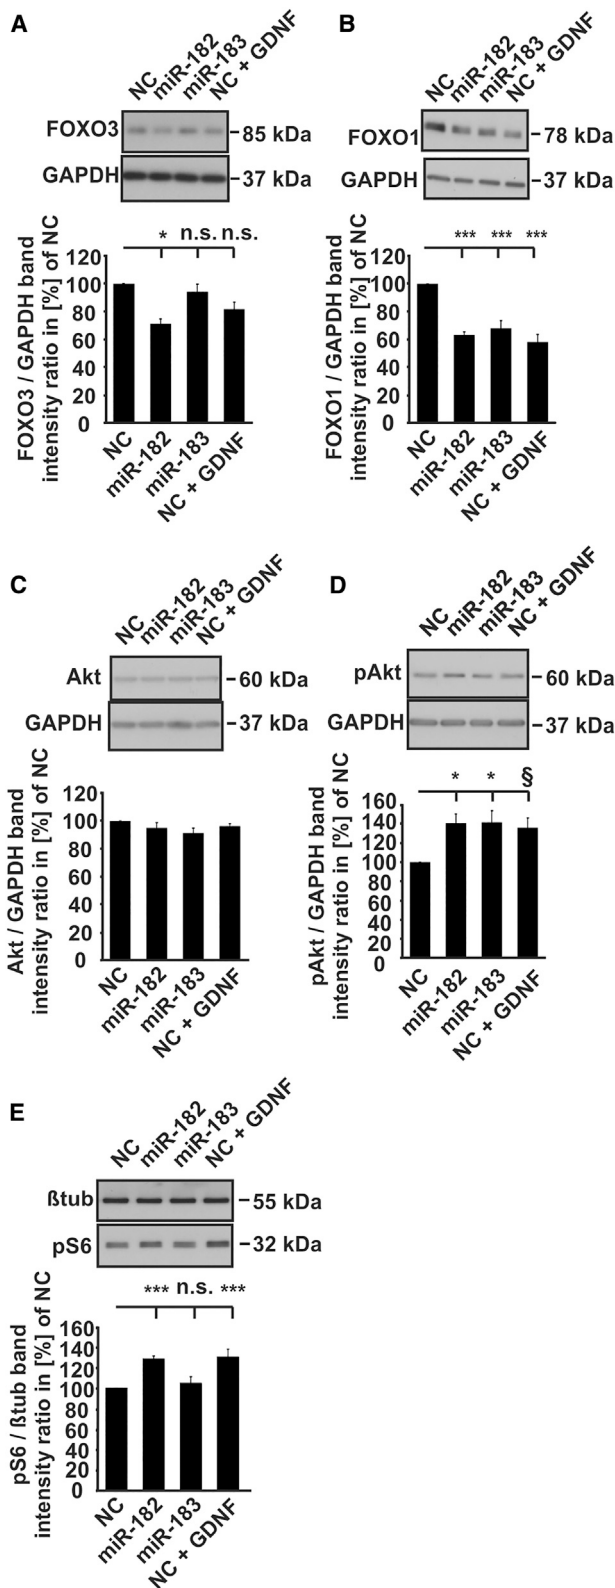 A
NC
miR-182
miR-183
NC + GDNF
FOXO3
85 kDa
GAPDH
37 kDa
* n.s. n.s.
FOXO3 / GAPDH band
intensity ratio in [%] of NC
120
100
80
60
40
20
0
NC
miR-182
miR-183
NC + GDNF
B
NC
miR-182
miR-183
NC + GDNF
FOXO1
78 kDa
GAPDH
37 kDa
*** *** ***
FOXO1 / GAPDH band
intensity ratio in [%] of NC
120
100
80
60
40
20
0
NC
miR-182
miR-183
NC + GDNF
C
NC
miR-182
miR-183
NC + GDNF
Akt
60 kDa
GAPDH
37 kDa
Akt / GAPDH band
intensity ratio in [%] of NC
120
100
80
60
40
20
0
NC
miR-182
miR-183
NC + GDNF
D
NC
miR-182
miR-183
NC + GDNF
pAkt
60 kDa
GAPDH
37 kDa
* * §
pAkt / GAPDH band
intensity ratio in [%] of NC
160
140
120
100
80
60
40
20
0
NC
miR-182
miR-183
NC + GDNF
E
NC
miR-182
miR-183
NC + GDNF
ßtub
55 kDa
pS6
32 kDa
*** n.s. ***
pS6 / ßtub band
intensity ratio in [%] of NC
160
140
120
100
80
60
40
20
0
NC
miR-182
miR-183
NC + GDNF